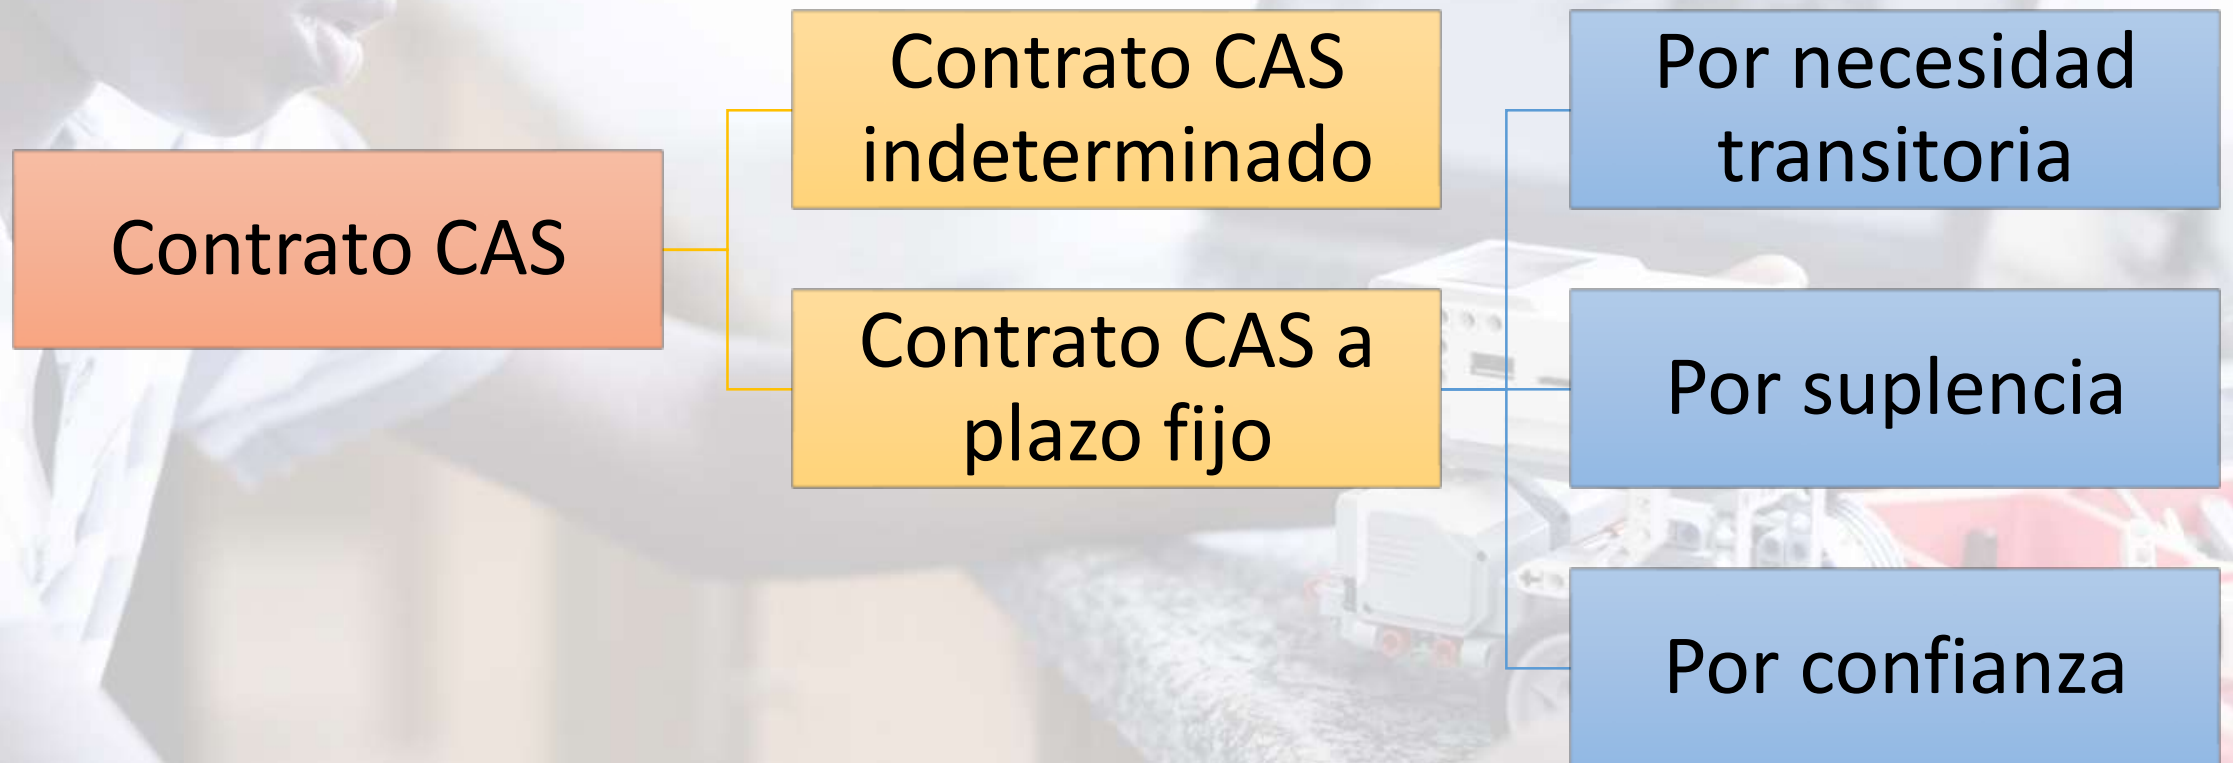 Contrato CAS
Contrato CAS
indeterminado
Contrato CAS a
plazo fijo
Por necesidad
transitoria
Por suplencia
Por confianza